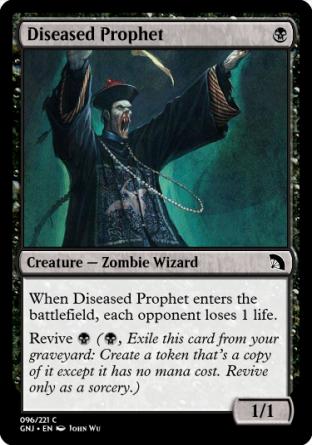 Diseased Prophet
Creature — Zombie Wizard
When Diseased Prophet enters the
battlefield, each opponent loses 1 life.
Revive (, Exile this card from your
graveyard: Create a token that's a copy
of it except it has no mana cost. Revive
only as a sorcery.)
1/1
096/221 C
GNJ • EN John Wu